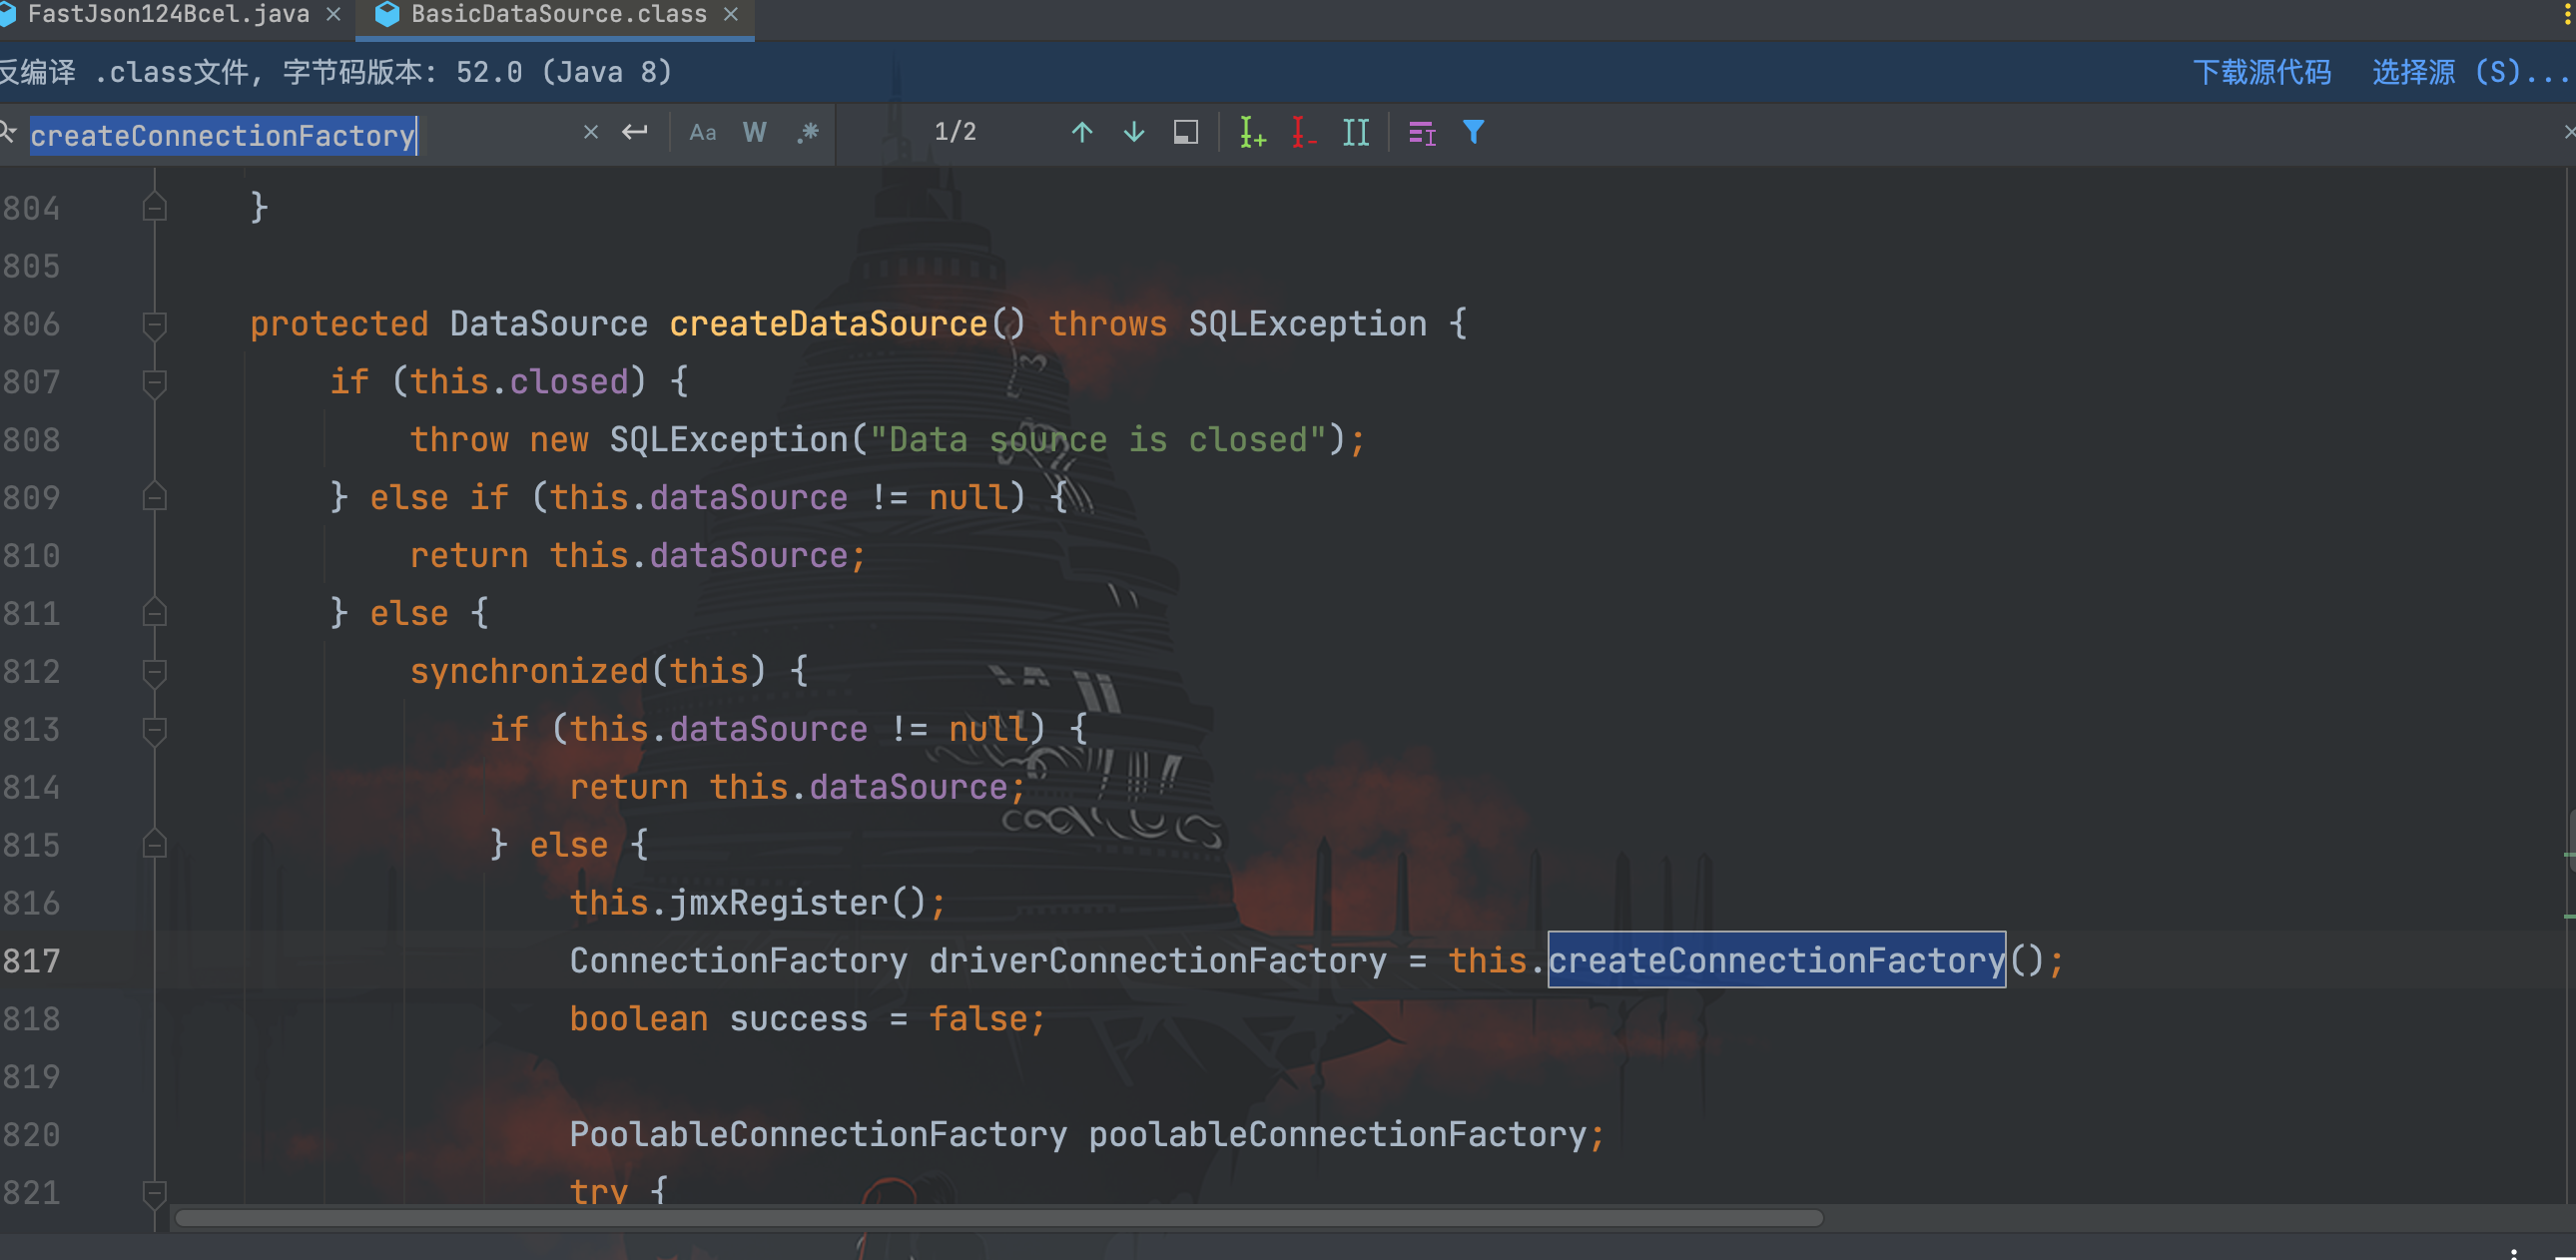 FastJson124Bcel.java
BasicDataSource.class
反编译 .class文件, 字节码版本: 52.0 (Java 8)
下载源代码
选择源 (S)...
createConnectionFactory
Aa
W
.*
1/2
804 }
805
806 protected DataSource createDataSource() throws SQLException {
807 if (this.closed) {
808 throw new SQLException("Data source is closed");
809 } else if (this.dataSource != null) {
810 return this.dataSource;
811 } else {
812 synchronized(this) {
813 if (this.dataSource != null) {
814 return this.dataSource;
815 } else {
816 this.jmxRegister();
817 ConnectionFactory driverConnectionFactory = this.createConnectionFactory();
818 boolean success = false;
819
820 PoolableConnectionFactory poolableConnectionFactory;
821 try {